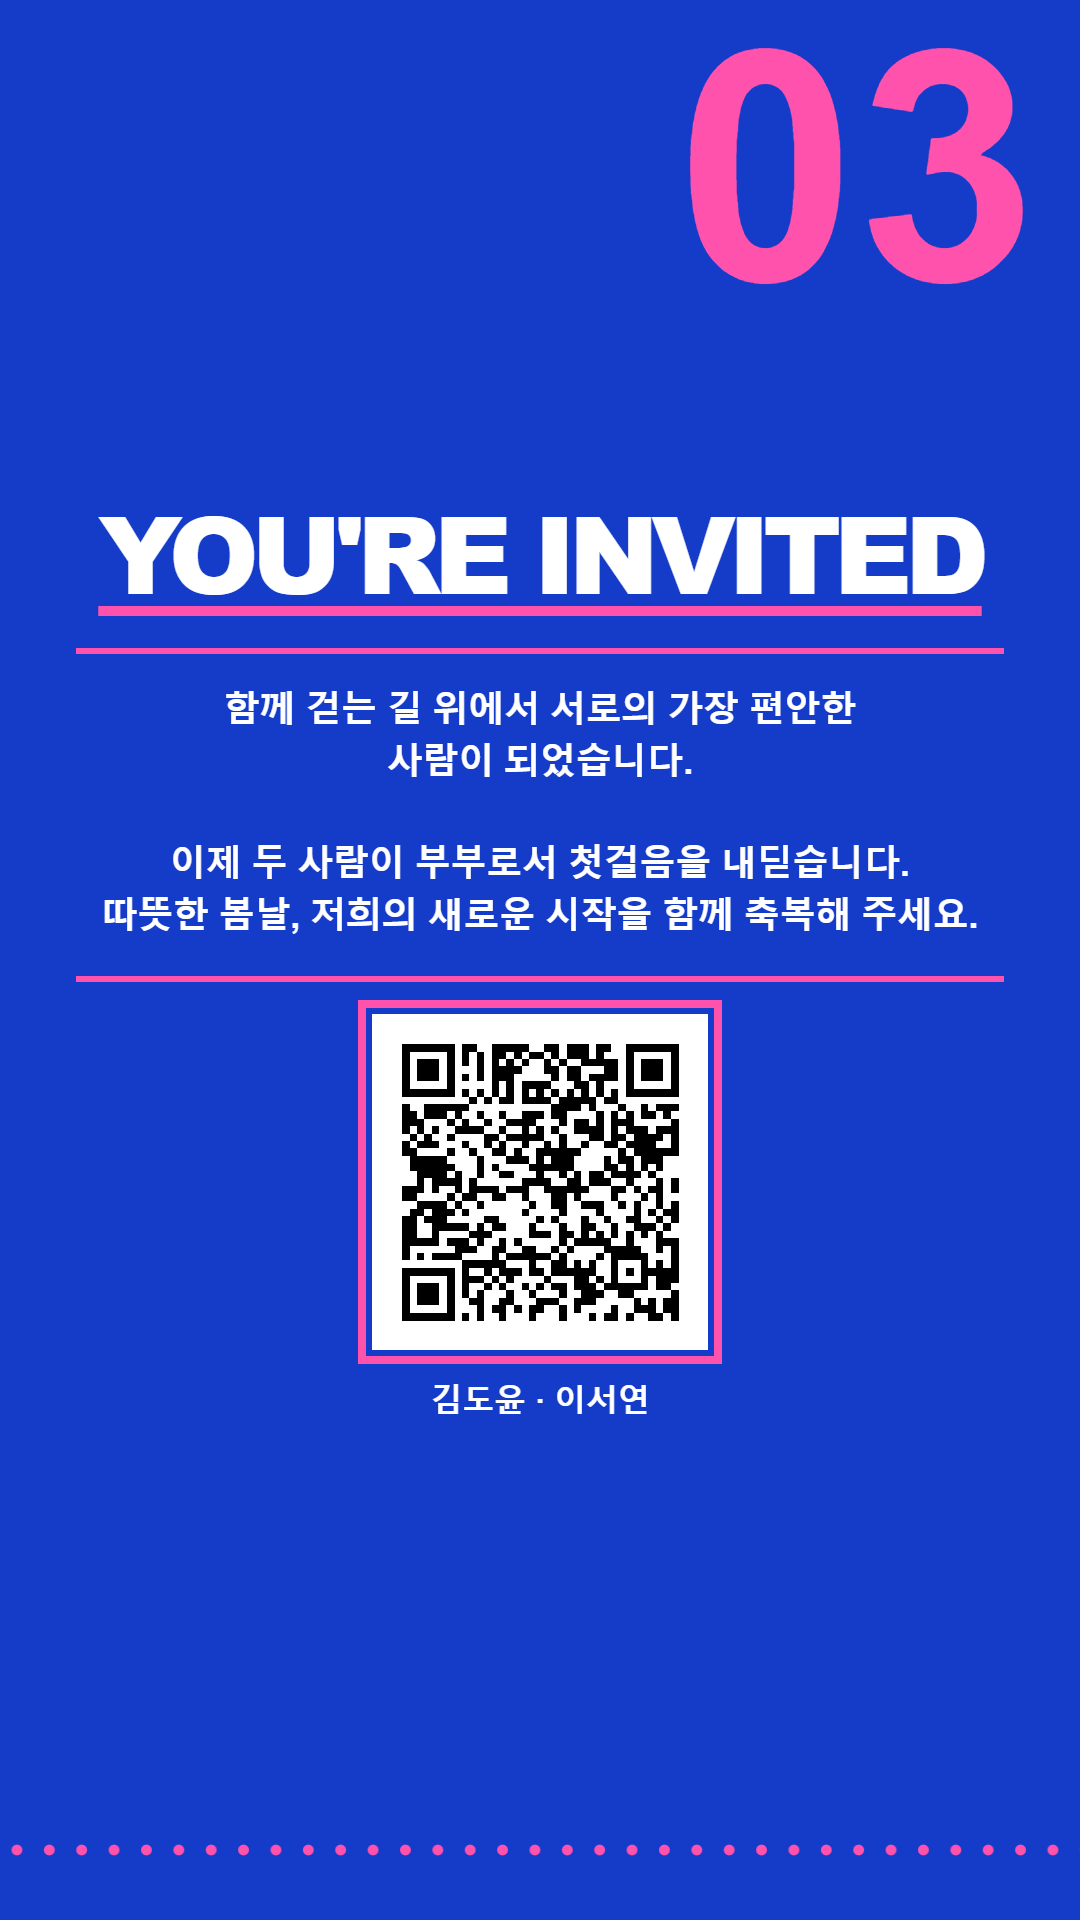 03
YOU'RE INVITED
함께 걷는 길 위에서 서로의 가장 편안한
사람이 되었습니다.
이제 두 사람이 부부로서 첫걸음을 내딛습니다.
따뜻한 봄날, 저희의 새로운 시작을 함께 축복해 주세요.
김도윤 · 이서연